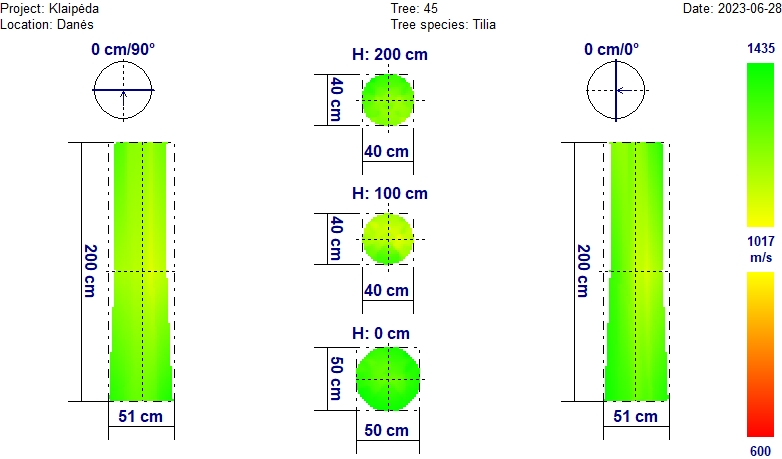 Project: Klaipėda
Tree: 45
Date: 2023-06-28
Location: Danės
Tree species: Tilia
0 cm/90°
H: 200 cm
0 cm/0°
1435
40 cm
40 cm
H: 100 cm
40 cm
40 cm
200 cm
200 cm
1017
m/s
H: 0 cm
50 cm
50 cm
51 cm
51 cm
600